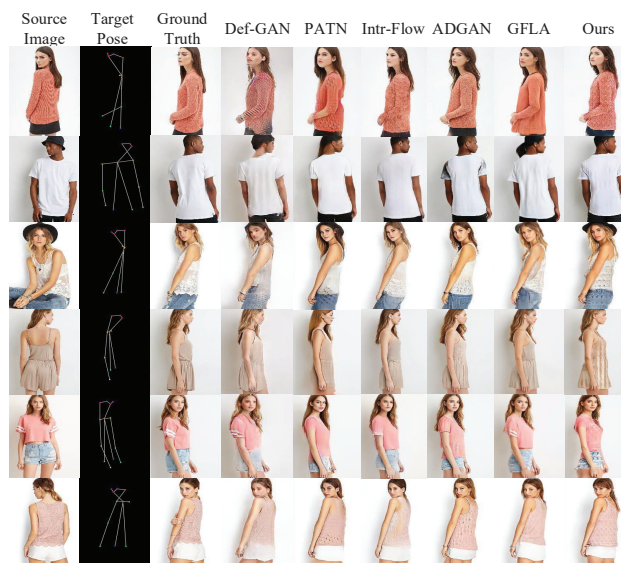 Source Image
Target Pose
Ground Truth
Def-GAN
PATN
Intr-Flow
ADGAN
GFLA
Ours